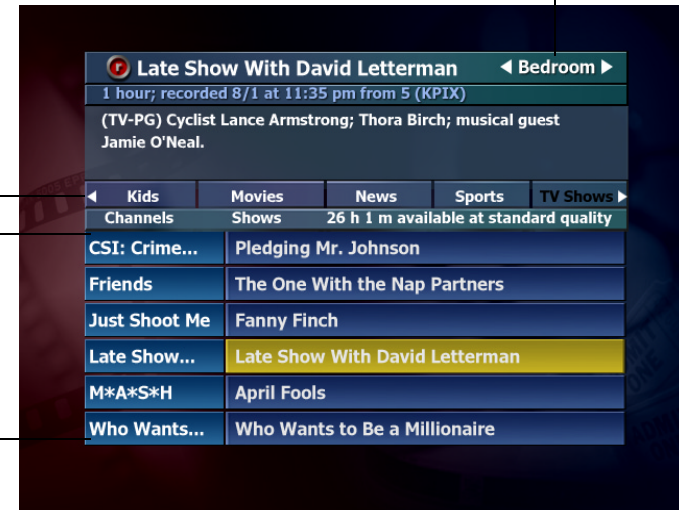 r Late Show With David Letterman ◀ Bedroom ▶
1 hour; recorded 8/1 at 11:35 pm from 5 (KPIX)
(TV-PG) Cyclist Lance Armstrong; Thora Birch; musical guest
Jamie O'Neal.
◀ Kids Movies News Sports TV Shows ▶
Channels Shows 26 h 1 m available at standard quality
CSI: Crime... Pledging Mr. Johnson
Friends The One With the Nap Partners
Just Shoot Me Fanny Finch
Late Show... Late Show With David Letterman
M*A*S*H April Fools
Who Wants... Who Wants to Be a Millionaire